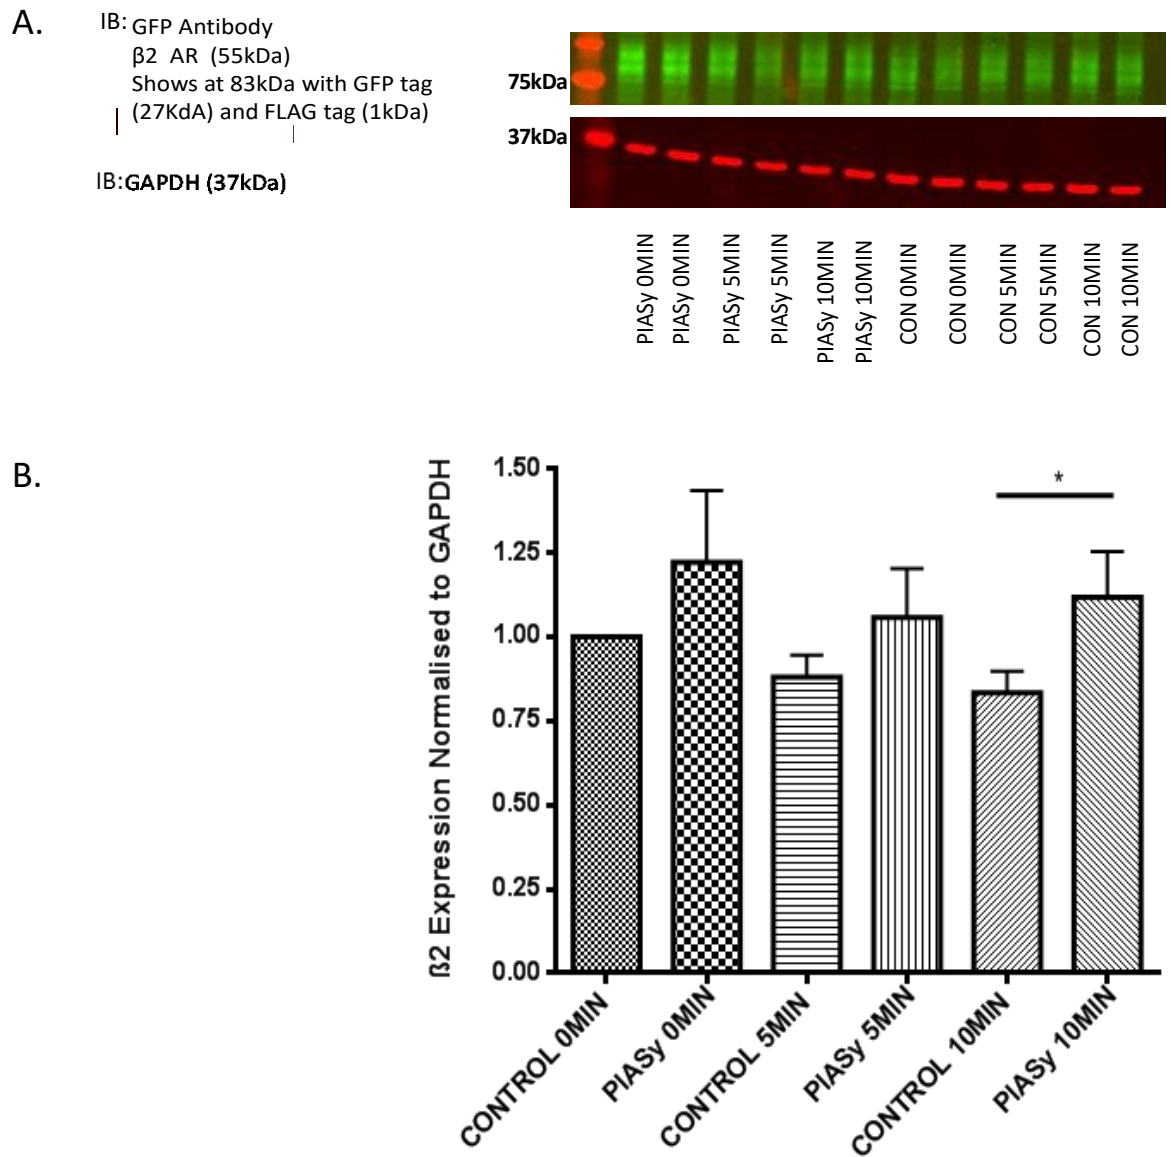 A.
IB: GFP Antibody
β2 AR (55kDa)
Shows at 83kDa with GFP tag
(27KdA) and FLAG tag (1kDa)
75kDa
37kDa
IB:GAPDH (37kDa)
PIASy 0MIN
PIASy 0MIN
PIASy 5MIN
PIASy 5MIN
PIASy 10MIN
PIASy 10MIN
CON 0MIN
CON 0MIN
CON 5MIN
CON 5MIN
CON 10MIN
CON 10MIN
B.
ß2 Expression Normalised to GAPDH
1.50
1.25
1.00
0.75
0.50
0.25
0.00
*
CONTROL 0MIN
PIASy 0MIN
CONTROL 5MIN
PIASy 5MIN
CONTROL 10MIN
PIASy 10MIN